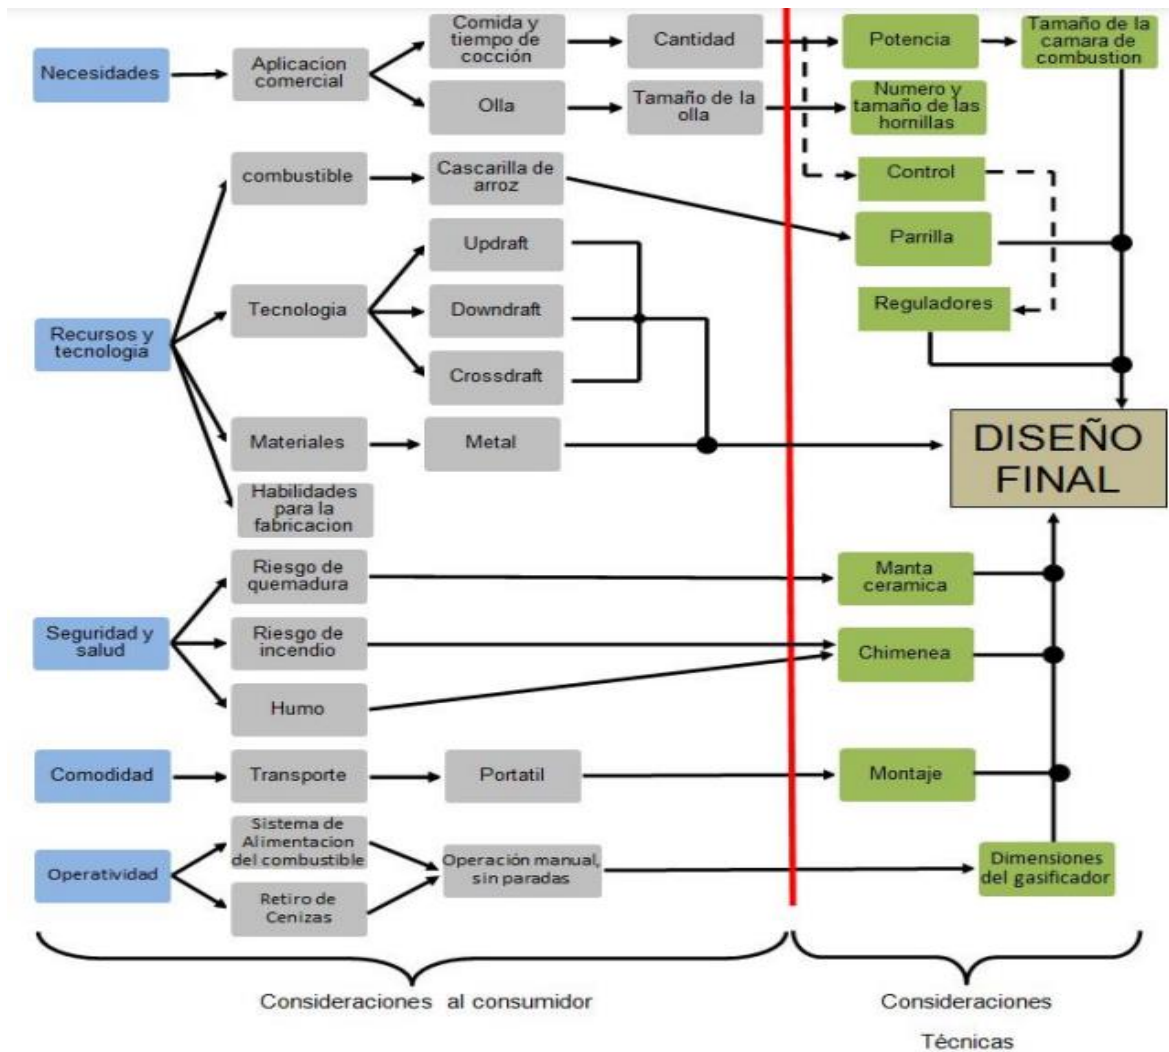 Necesidades
Aplicacion
comercial
Comida y
tiempo de
cocción
Cantidad
Potencia
Tamaño de la
camara de
combustion
Olla
Tamaño de la
olla
Numero y
tamaño de las
hornillas
combustible
Cascarilla de
arroz
Control
Parrilla
Updraft
Recursos y
tecnologia
Tecnologia
Downdraft
Reguladores
Crossdraft
Materiales
Metal
DISEÑO
FINAL
Habilidades
para la
fabricacion
Seguridad y
salud
Riesgo de
quemadura
Manta
ceramica
Riesgo de
incendio
Chimenea
Humo
Comodidad
Transporte
Portatil
Montaje
Operatividad
Sistema de
Alimentacion
del combustible
Retiro de
Cenizas
Operación manual,
sin paradas
Dimensiones
del gasificador
Consideraciones al consumidor
Consideraciones
Técnicas